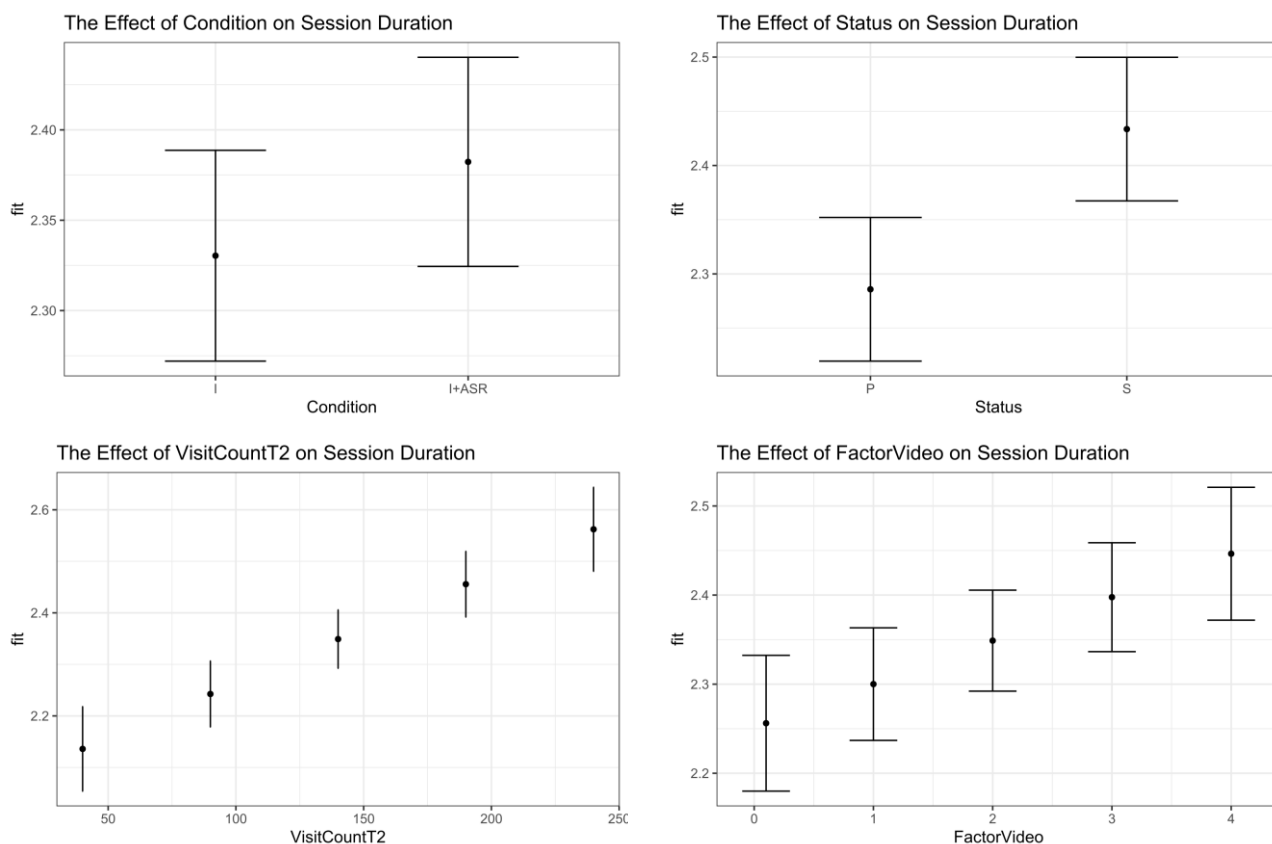 The Effect of Condition on Session Duration
fit
2.40
2.35
2.30
I
I+ASR
Condition
The Effect of Status on Session Duration
fit
2.5
2.4
2.3
P
S
Status
The Effect of VisitCountT2 on Session Duration
fit
2.6
2.4
2.2
50
100
150
200
250
VisitCountT2
The Effect of FactorVideo on Session Duration
fit
2.5
2.4
2.3
2.2
0
1
2
3
4
FactorVideo